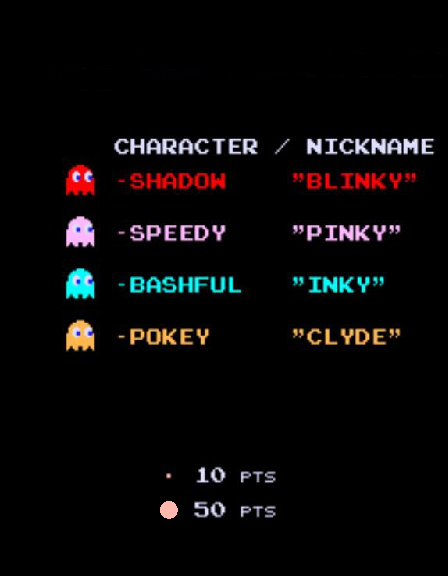 CHARACTER / NICKNAME
-SHADOW ”BLINKY”
-SPEEDY ”PINKY”
-BASHFUL ”INKY”
-POKEY ”CLYDE”
10 PTS
50 PTS